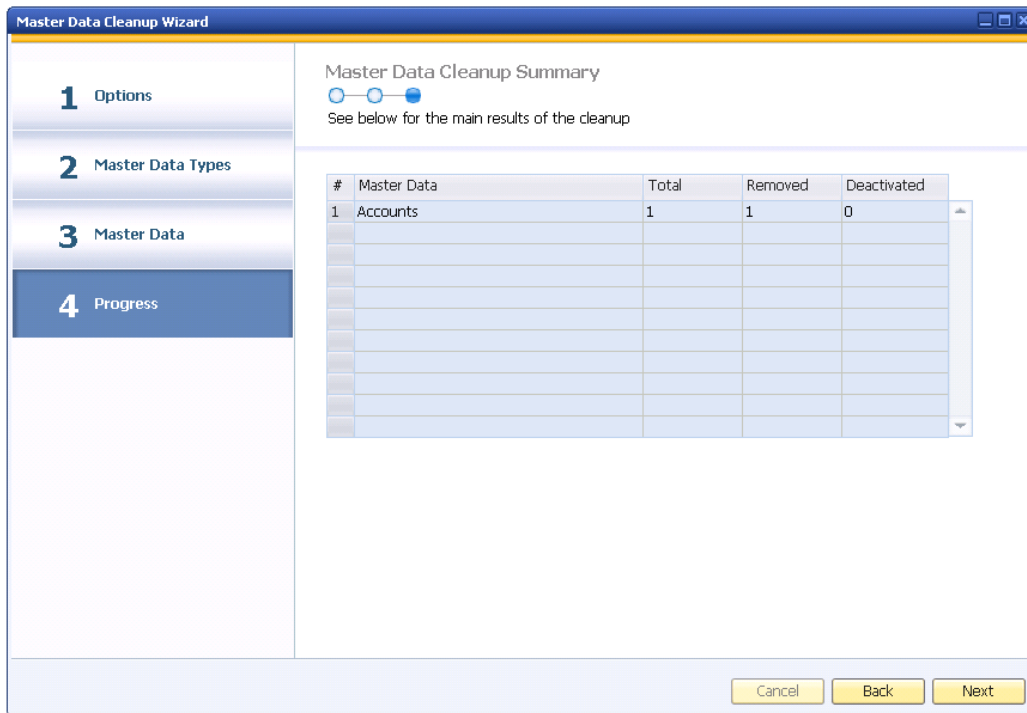 Master Data Cleanup Wizard
1 Options
2 Master Data Types
3 Master Data
4 Progress
Master Data Cleanup Summary
See below for the main results of the cleanup
# Master Data Total Removed Deactivated
1 Accounts 1 1 0
Cancel Back Next